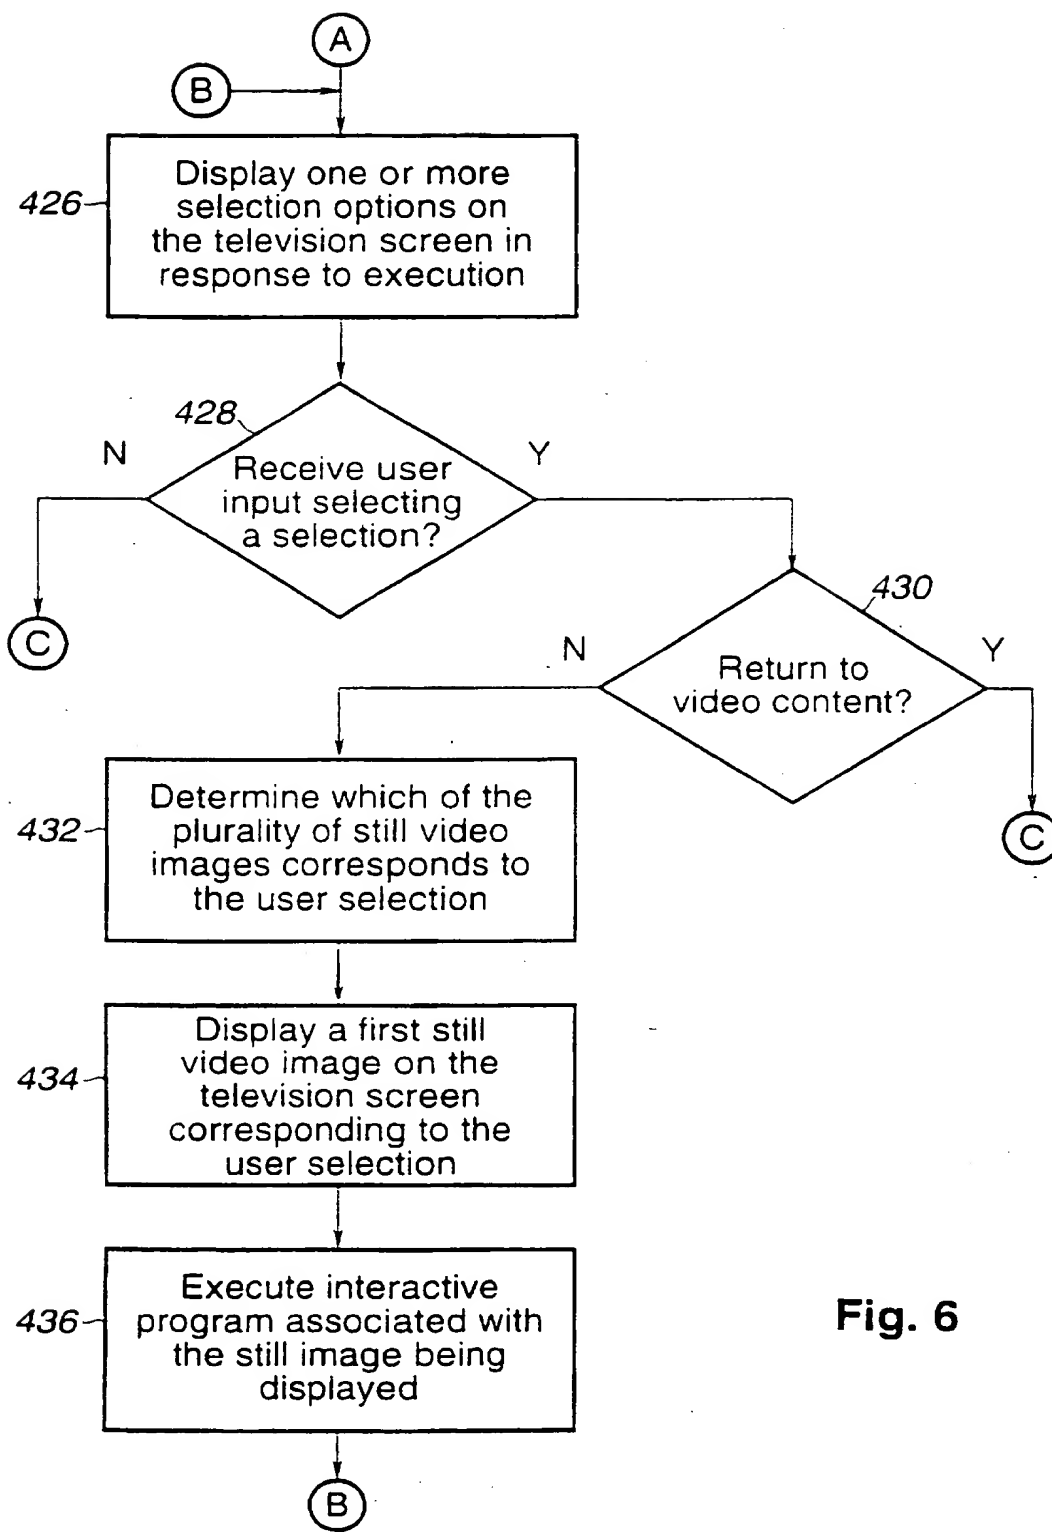 A
B
426
Display one or more
selection options on
the television screen in
response to execution
428
N
Y
Receive user
input selecting
a selection?
430
C
N
Y
Return to
video content?
432
Determine which of the
plurality of still video
images corresponds to
the user selection
C
434
Display a first still
video image on the
television screen
corresponding to the
user selection
436
Execute interactive
program associated with
the still image being
displayed
Fig. 6
B